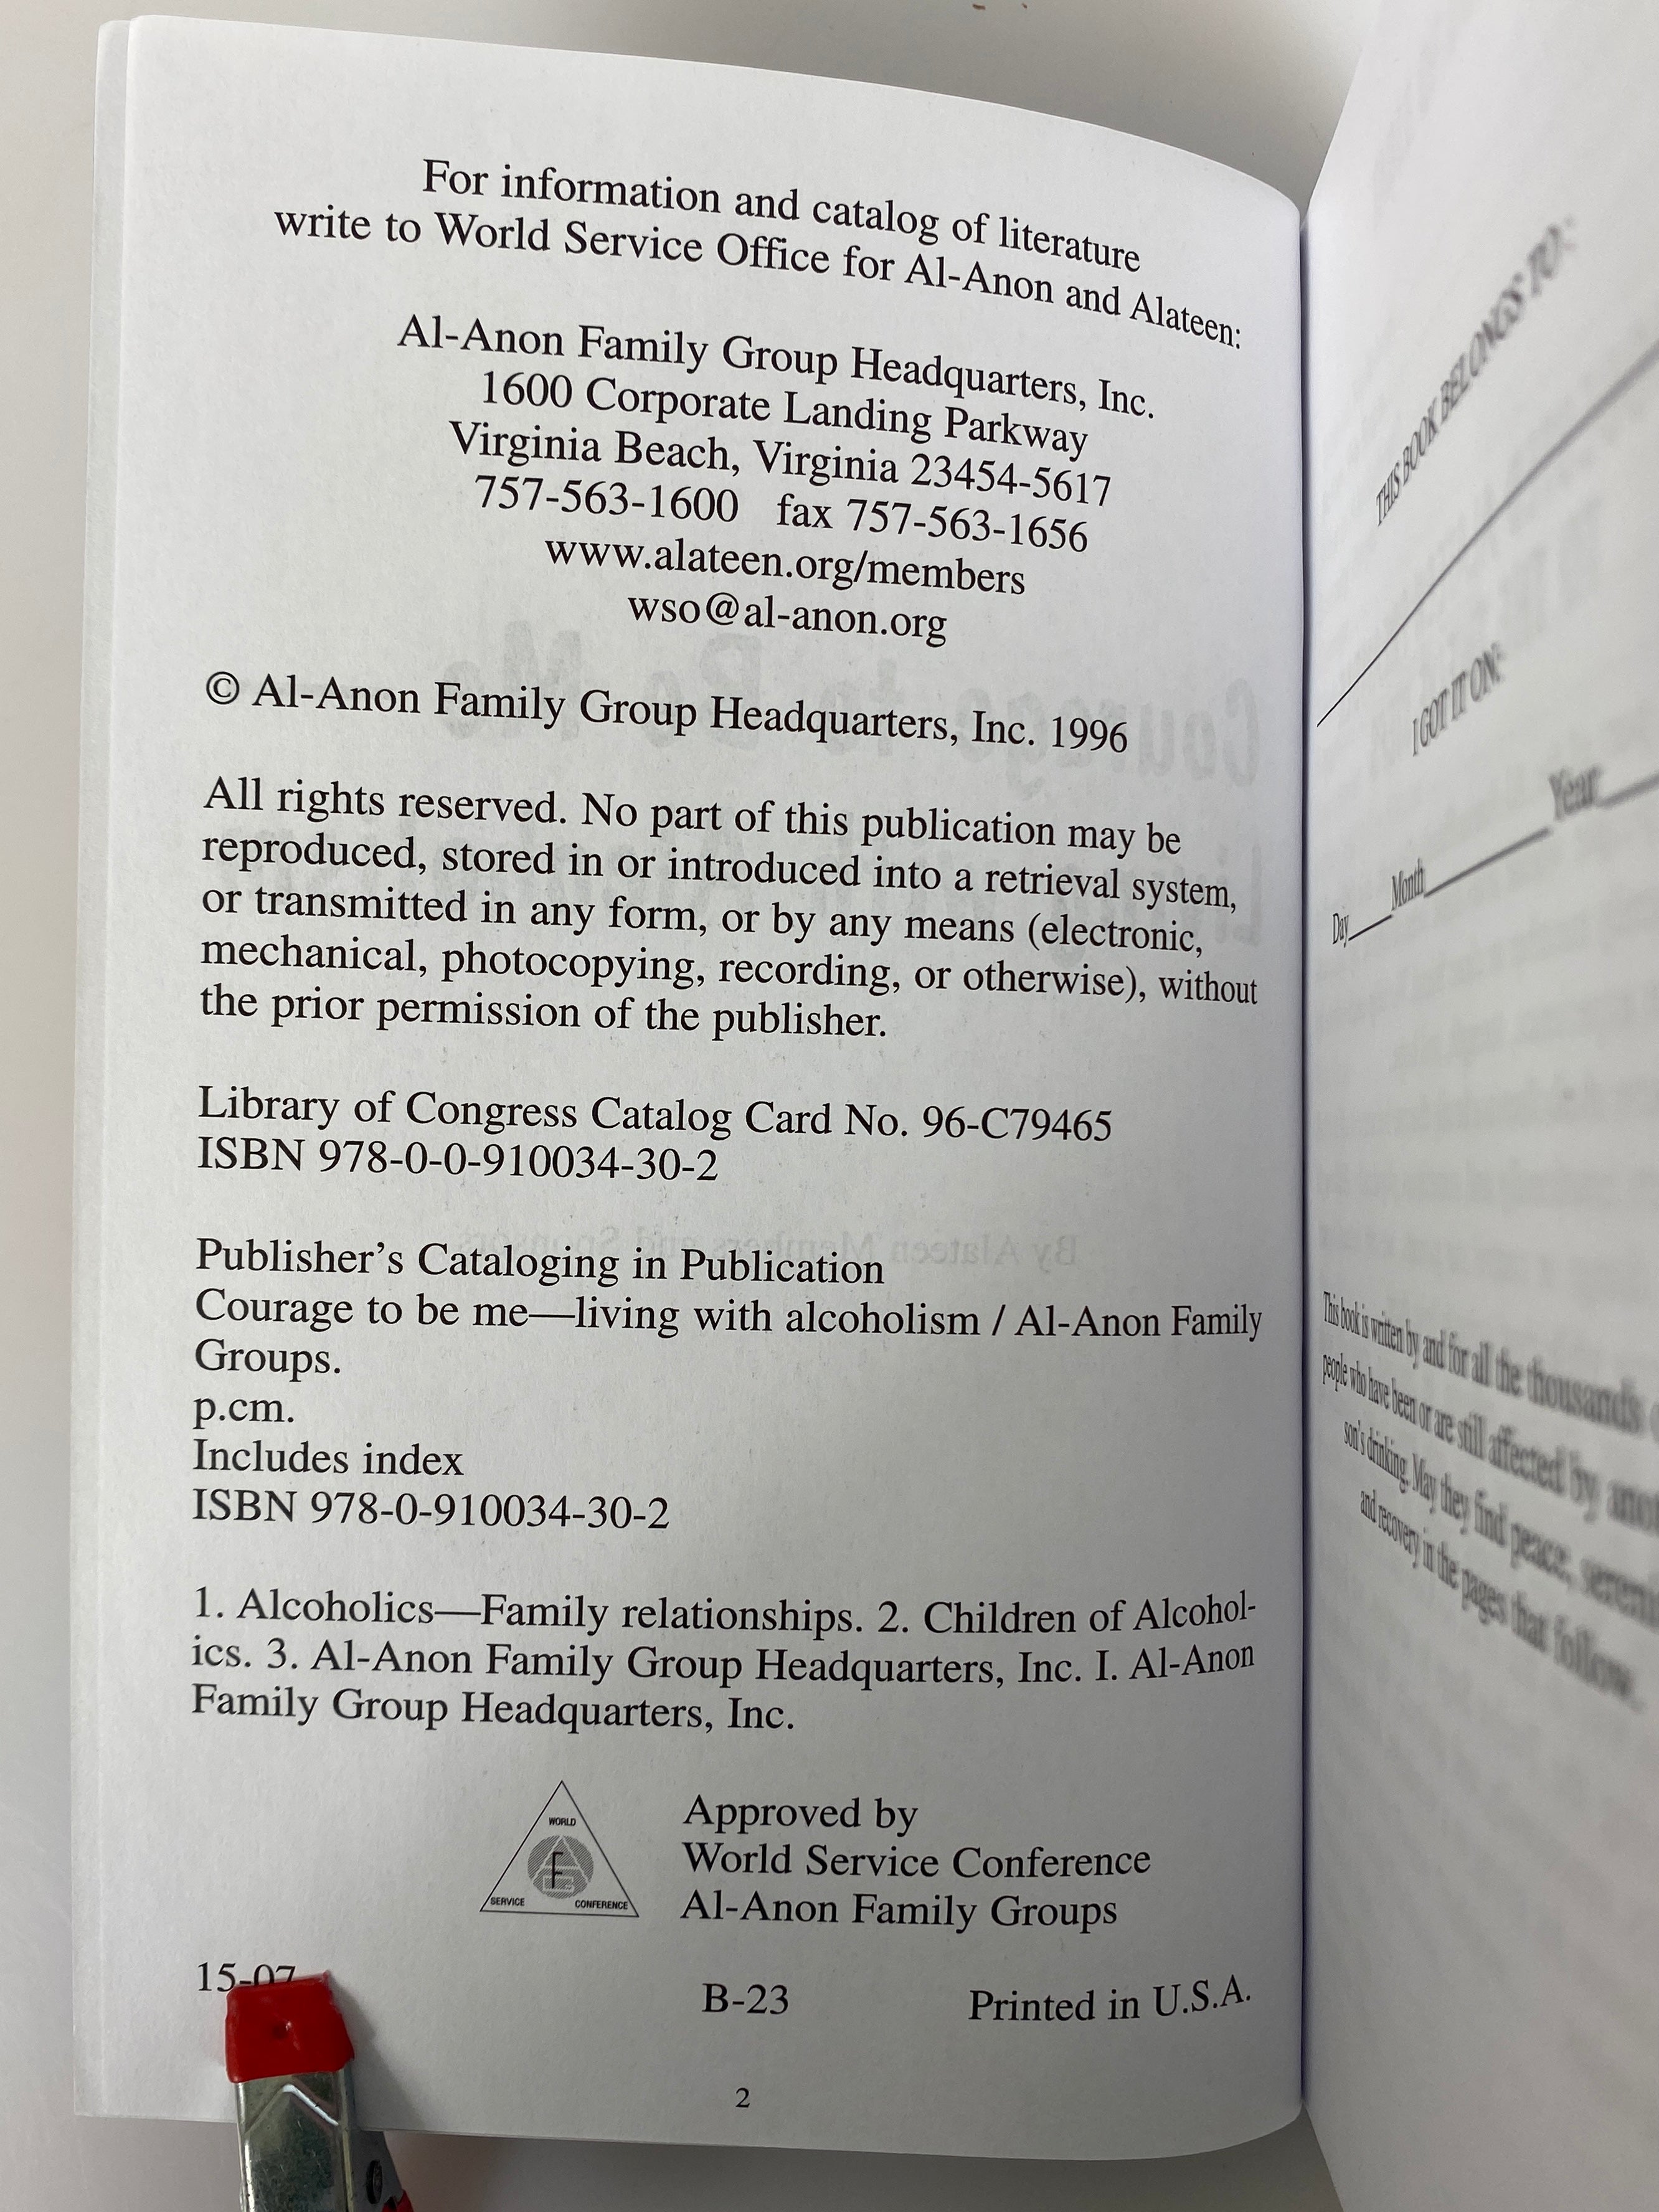 For information and catalog of literature
write to World Service Office for Al-Anon and Alateen:
Al-Anon Family Group Headquarters, Inc.
1600 Corporate Landing Parkway
Virginia Beach, Virginia 23454-5617
757-563-1600 fax 757-563-1656
www.alateen.org/members
wso@al-anon.org
© Al-Anon Family Group Headquarters, Inc. 1996
All rights reserved. No part of this publication may be
reproduced, stored in or introduced into a retrieval system,
or transmitted in any form, or by any means (electronic,
mechanical, photocopying, recording, or otherwise), without
the prior permission of the publisher.
Library of Congress Catalog Card No. 96-C79465
ISBN 978-0-0-910034-30-2
Publisher's Cataloging in Publication
Courage to be me—living with alcoholism / Al-Anon Family
Groups.
p.cm.
Includes index
ISBN 978-0-910034-30-2
1. Alcoholics—Family relationships. 2. Children of Alcohol-
ics. 3. Al-Anon Family Group Headquarters, Inc. I. Al-Anon
Family Group Headquarters, Inc.
WORLD
SERVICE CONFERENCE
Approved by
World Service Conference
Al-Anon Family Groups
15-07
B-23
Printed in U.S.A.
2
THIS BOOK BELONGS TO:
I GOT IT ON:
Day Month Year
This book is written by and for all the thousands
people who have been or are still affected by
son's drinking. May they find peace,
and recovery in the pages that follow.